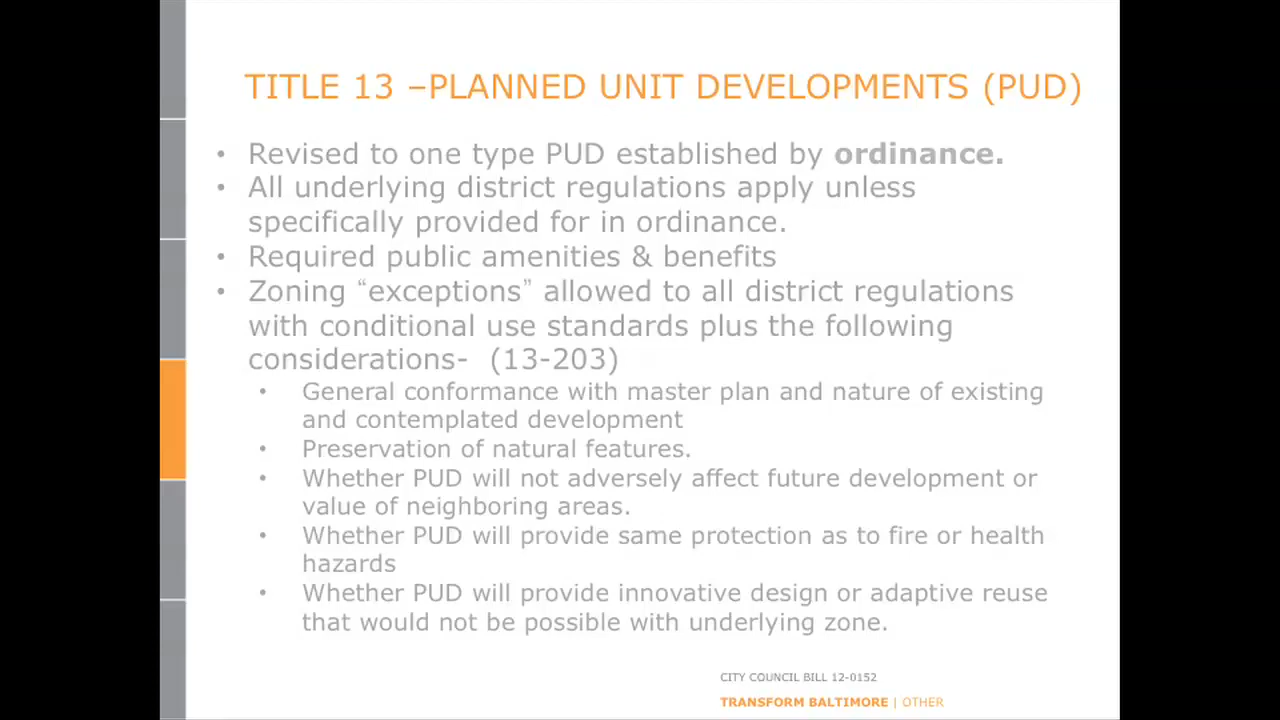 TITLE 13 –PLANNED UNIT DEVELOPMENTS (PUD)
• Revised to one type PUD established by ordinance.
• All underlying district regulations apply unless
specifically provided for in ordinance.
• Required public amenities & benefits
• Zoning “exceptions” allowed to all district regulations
with conditional use standards plus the following
considerations- (13-203)
• General conformance with master plan and nature of existing
and contemplated development
• Preservation of natural features.
• Whether PUD will not adversely affect future development or
value of neighboring areas.
• Whether PUD will provide same protection as to fire or health
hazards
• Whether PUD will provide innovative design or adaptive reuse
that would not be possible with underlying zone.
CITY COUNCIL BILL 12-0152
TRANSFORM BALTIMORE | OTHER